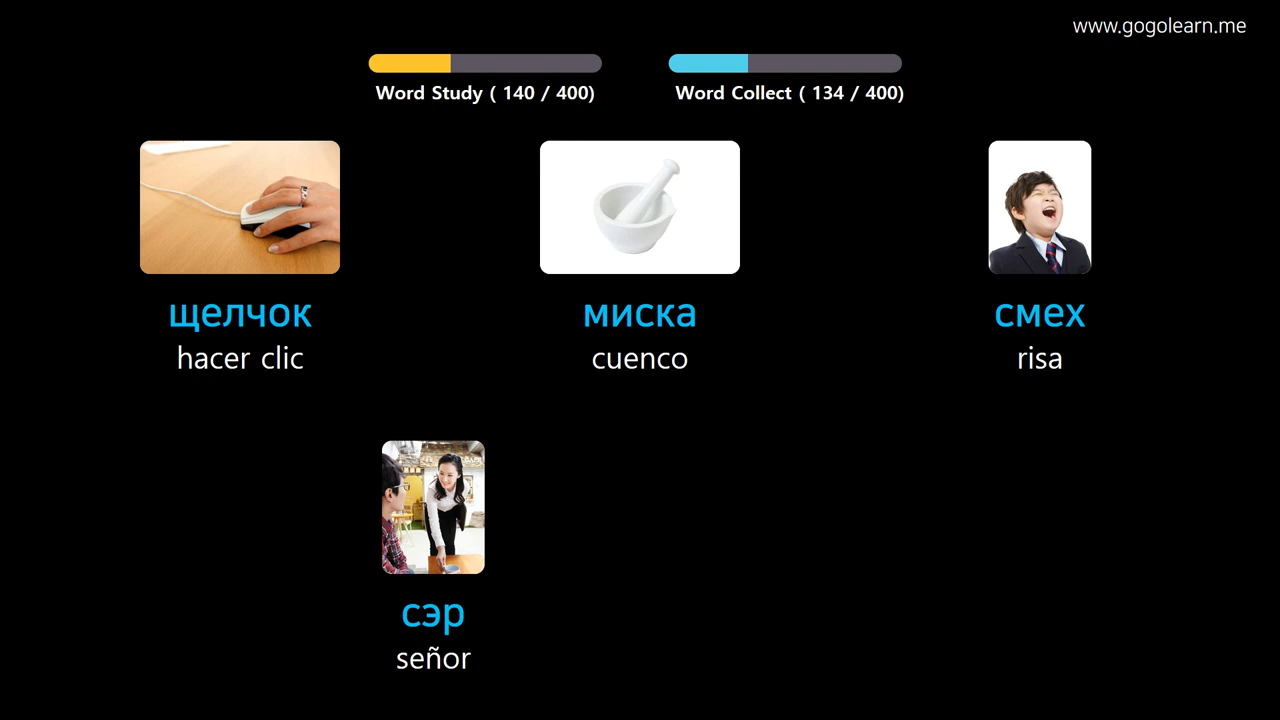 www.gogolearn.me
Word Study ( 140 / 400)
Word Collect ( 134 / 400)
щелчок
hacer clic
миска
cuenco
смех
risa
сэр
señor